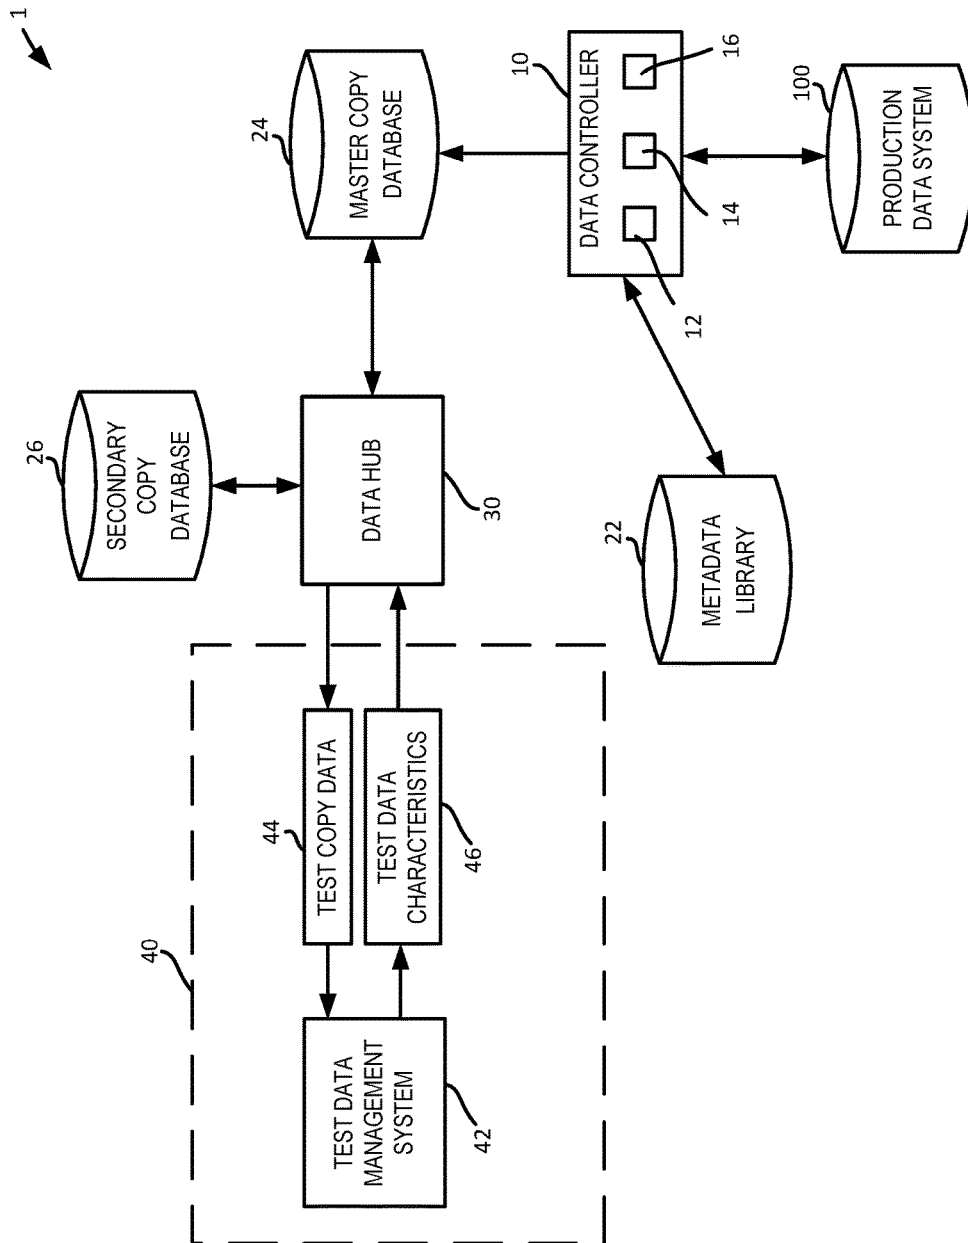 1
40
42
TEST DATA
MANAGEMENT
SYSTEM
44
TEST COPY DATA
TEST DATA
CHARACTERISTICS
46
26
SECONDARY
COPY
DATABASE
DATA HUB
30
24
MASTER COPY
DATABASE
22
METADATA
LIBRARY
10
DATA CONTROLLER
12
14
16
100
PRODUCTION
DATA SYSTEM